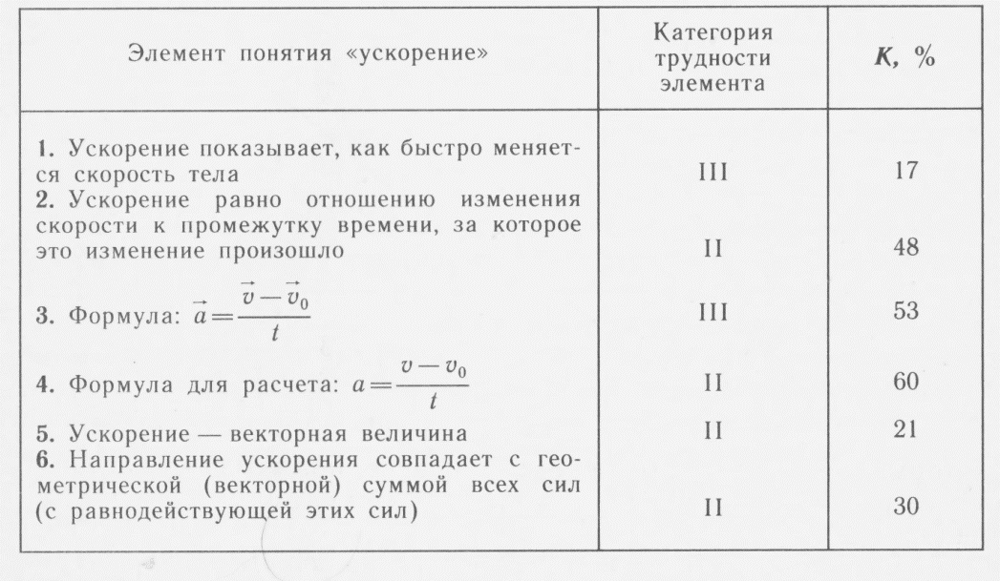 Элемент понятия «ускорение»
Категория
трудности
элемента
K, %
1. Ускорение показывает, как быстро меняет-
ся скорость тела
III
17
2. Ускорение равно отношению изменения
скорости к промежутку времени, за которое
это изменение произошло
II
48
3. Формула: \vec{a} = \frac{\vec{v} - \vec{v}_0}{t}
III
53
4. Формула для расчета: a = \frac{v - v_0}{t}
II
60
5. Ускорение — векторная величина
II
21
6. Направление ускорения совпадает с гео-
метрической (векторной) суммой всех сил
(с равнодействующей этих сил)
II
30